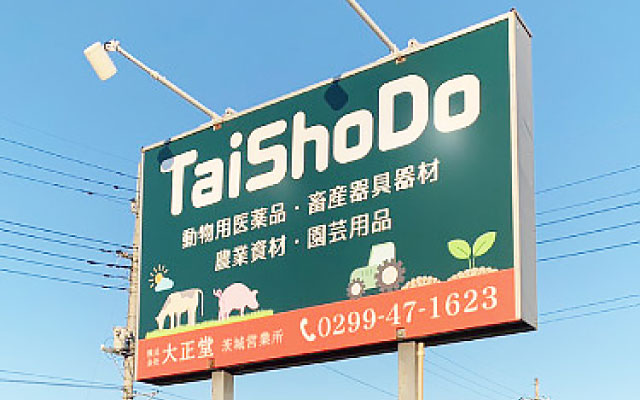 TaiShoDo
動物用医薬品・畜産器具器材
農業資材・園芸用品
株式会社 大正堂 茨城営業所 0299-47-1623